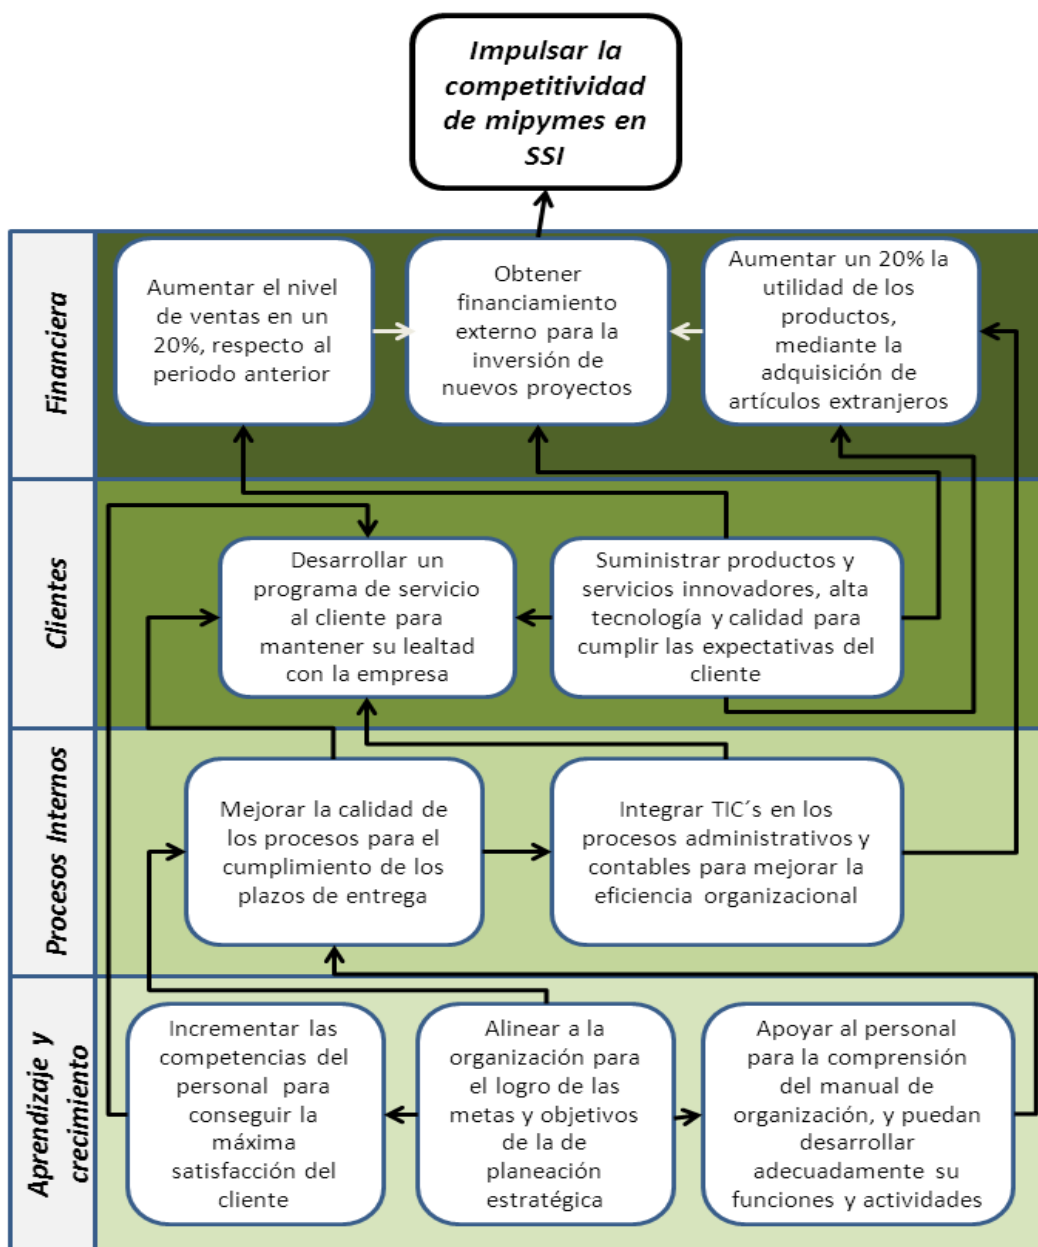 Impulsar la
competitividad
de mipymes en
SSI
Financiera
Aumentar el nivel
de ventas en un
20%, respecto al
periodo anterior
Obtener
financiamiento
externo para la
inversión de
nuevos proyectos
Aumentar un 20% la
utilidad de los
productos,
mediante la
adquisición de
artículos extranjeros
Clientes
Desarrollar un
programa de servicio
al cliente para
mantener su lealtad
con la empresa
Suministrar productos y
servicios innovadores, alta
tecnología y calidad para
cumplir las expectativas del
cliente
Procesos Internos
Mejorar la calidad de
los procesos para el
cumplimiento de los
plazos de entrega
Integrar TIC´s en los
procesos administrativos y
contables para mejorar la
eficiencia organizacional
Aprendizaje y
crecimiento
Incrementar las
competencias del
personal para
conseguir la
máxima
satisfacción del
cliente
Alinear a la
organización para
el logro de las
metas y objetivos
de la de
planeación
estratégica
Apoyar al personal
para la comprensión
del manual de
organización, y puedan
desarrollar
adecuadamente su
funciones y actividades